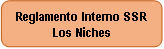 Reglamento Interno SSR
Los Niches